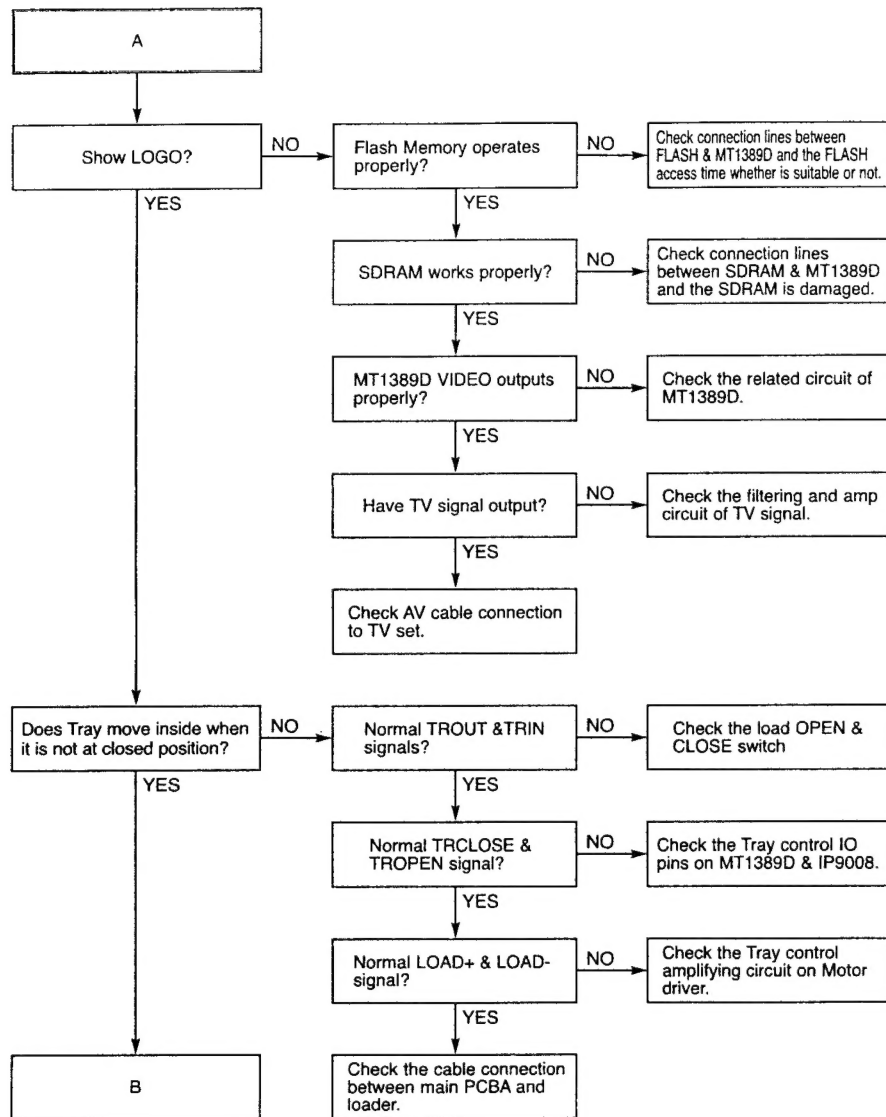 A
Show LOGO?
NO
Flash Memory operates
properly?
NO
Check connection lines between
FLASH & MT1389D and the FLASH
access time whether is suitable or not.
YES
YES
SDRAM works properly?
NO
Check connection lines
between SDRAM & MT1389D
and the SDRAM is damaged.
YES
MT1389D VIDEO outputs
properly?
NO
Check the related circuit of
MT1389D.
YES
Have TV signal output?
NO
Check the filtering and amp
circuit of TV signal.
YES
Check AV cable connection
to TV set.
Does Tray move inside when
it is not at closed position?
NO
Normal TROUT &TRIN
signals?
NO
Check the load OPEN &
CLOSE switch
YES
YES
Normal TRCLOSE &
TROPEN signal?
NO
Check the Tray control IO
pins on MT1389D & IP9008.
YES
Normal LOAD+ & LOAD-
signal?
NO
Check the Tray control
amplifying circuit on Motor
driver.
YES
Check the cable connection
between main PCBA and
loader.
B